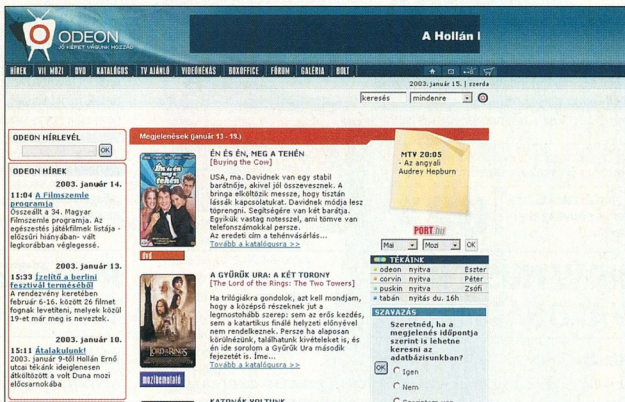 ODEON
JÓ KÉPET VÁGUNK HOZZÁD
A Hollán
HÍREK VII MOZI DVD KATALÓGUS TV AJÁNLÓ VIDEÓHÉKÁS BOXOFFICE FÓRUM GALÉRIA BOLT
2003. január 15. | szerda
keresés mindenre
ODEON HÍRLEVÉL
OK
ODEON HÍREK
2003. január 14.
11:04 A Filmszemle
programja
Összeállt a 34. Magyar
Filmszemle programja. Az
egészestés játékfilmek listája -
előzsűri hiányában- vált
legkorábban véglegessé.
2003. január 13.
15:33 Ízelítő a berlini
fesztivál terméséből
A rendezvény keretében
február 6-16. között 26 filmet
fognak levetíteni, melyek közül
19-et már meg is neveztek.
2003. január 10.
15:11 Átalakulunk!
2003. január 9-től Hollán Ernő
utcai tékánk ideiglenesen
átköltözött a volt Duna mozi
előcsarnokába
Megjelenések (január 13 - 19.)
ÉN ÉS ÉN, MEG A TEHÉN
[Buying the Cow]
USA, ma. Davidnek van egy stabil
barátnője, akivel jól összevesznek. A
bringa elköltözik messze, hogy tisztán
lássák kapcsolatukat. Davidnek módja lesz
töprengni. Segítségére van két barátja.
Egyikük vastag notesszel, ami tömve van
telefonszámokkal persze.
Az eredeti cím a tehénvásárlás...
Tovább a katalógusra >>
dvd
A GYŰRŰK URA: A KÉT TORONY
[The Lord of the Rings: The Two Towers]
Ha trilógiákra gondolok, azt kell mondjam,
hogy a középső részeknek jut a
legmostohább szerep: sem az erős kezdés,
sem a katartikus finálé helyzeti előnyével
nem rendelkeznek. Persze ha alaposan
körülnézünk, találhatunk kivételeket is, és
én ide sorolom a Gyűrűk Ura második
fejezetét is. Íme...
Tovább a katalógusra >>
mozibemutató
KATONÁK VOLTUNK
MTV 20:05
- Az angyali
Audrey Hepburn
PORT.hu
Mai Mozi OK
TÉKÁINK
odeon nyitva Eszter
corvin nyitva Péter
puskin nyitva Zsófi
tabán nyitás du. 16h
SZAVAZÁS
Szeretnéd, ha a
megjelenés időpontja
szerint is lehetne
keresni az
adatbázisunkban?
OK
Igen
Nem